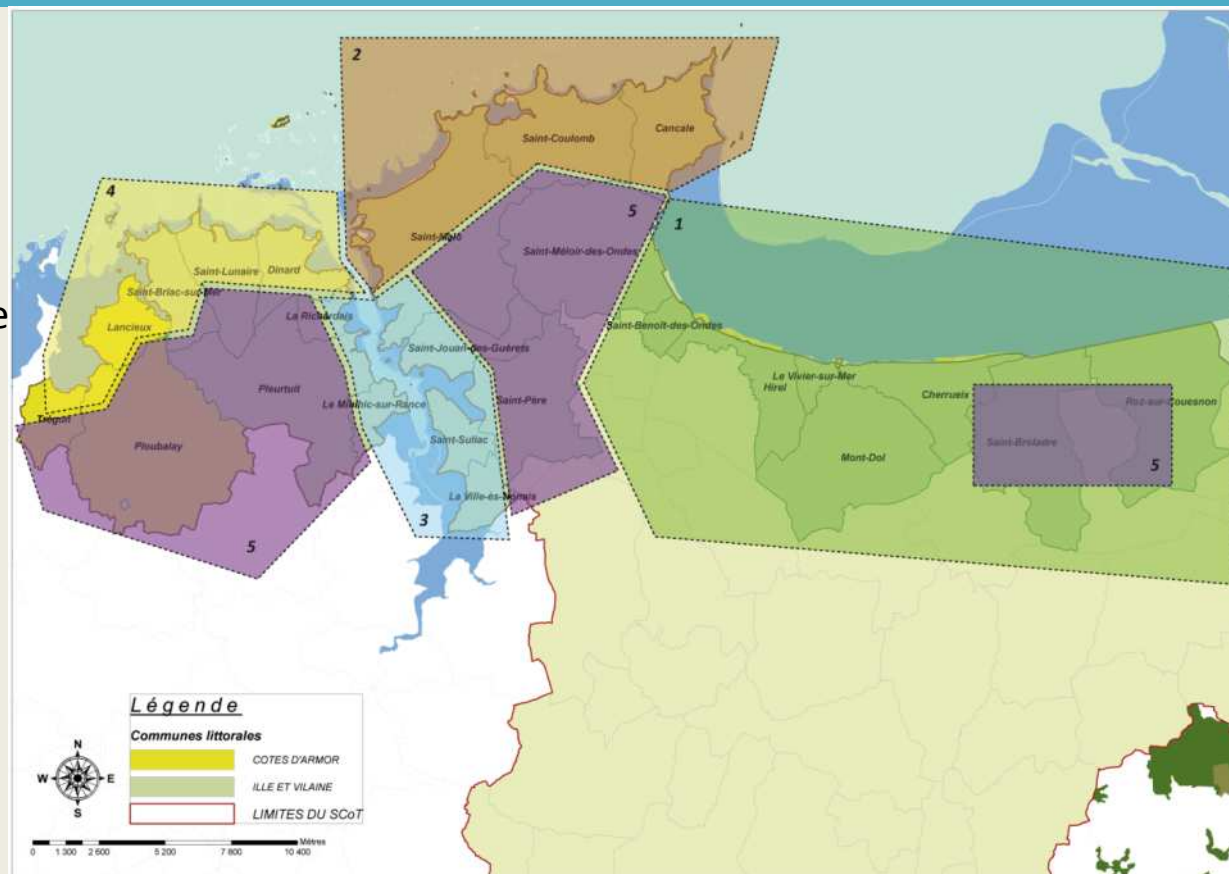 2
Saint-Coulomb
Cancale
4
5
1
Saint-Malo
Saint-Méloir-des-Ondes
Saint-Lunaire
Dinard
Saint-Briac-sur-Mer
e
Lancieux
La Richardais
Saint-Benoît-des-Ondes
Saint-Jouan-des-Guérets
Le Vivier-sur-Mer
Hirel
Pleurtuit
Cherrueix
Saint-Père
Roz-sur-Couesnon
Le Minihic-sur-Rance
Tréguit
Saint-Suliac
Saint-Broladre
Ploubalay
Mont-Dol
5
La Ville-ès-Nonais
3
5
Légende
Communes littorales
COTES D'ARMOR
ILLE ET VILAINE
LIMITES DU SCoT
N
W
E
S
Mètres
0 1 300 2 600 5 200 7 800 10 400